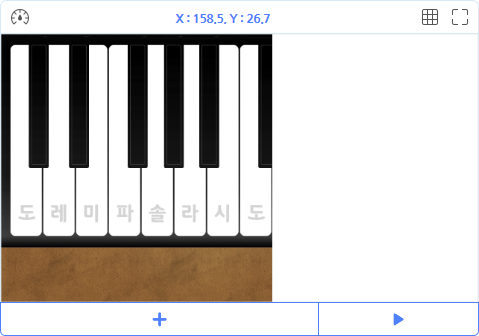 X : 158.5, Y : 26.7
도 레 미 파 솔 라 시 도